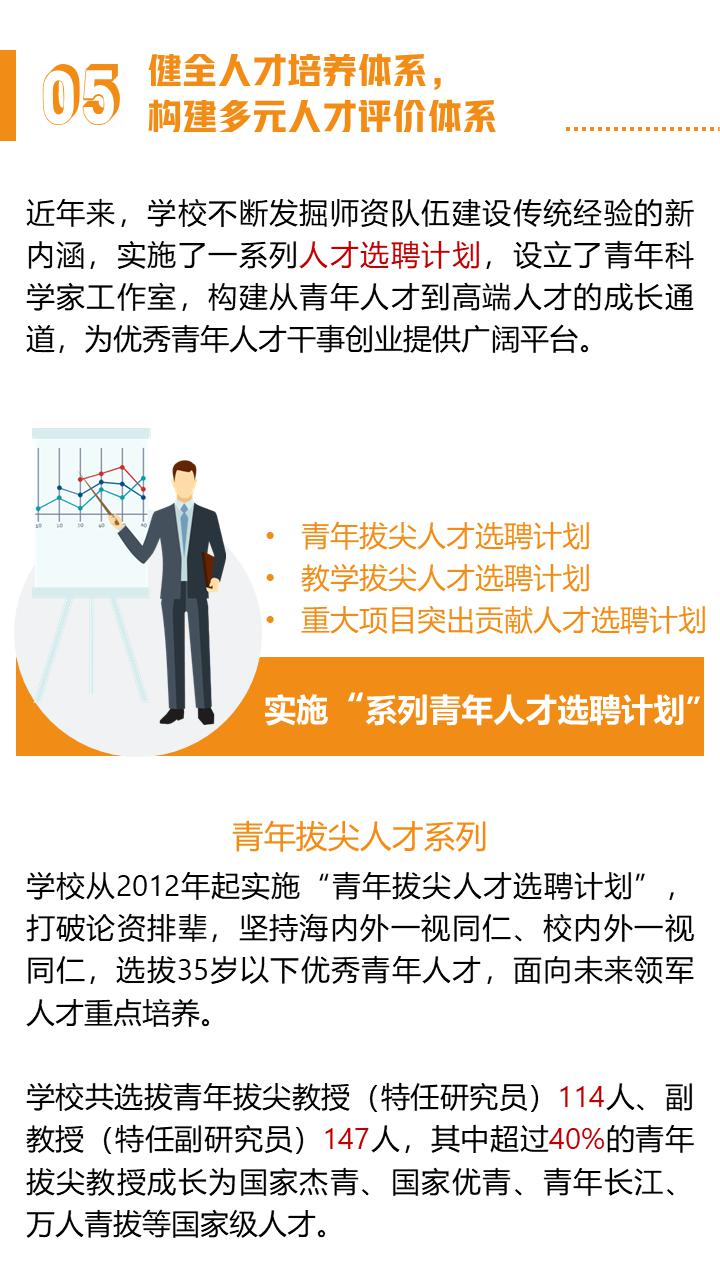 05
健全人才培养体系，
构建多元人才评价体系
近年来，学校不断发掘师资队伍建设传统经验的新
内涵，实施了一系列人才选聘计划，设立了青年科
学家工作室，构建从青年人才到高端人才的成长通
道，为优秀青年人才干事创业提供广阔平台。
• 青年拔尖人才选聘计划
• 教学拔尖人才选聘计划
• 重大项目突出贡献人才选聘计划
实施“系列青年人才选聘计划”
青年拔尖人才系列
学校从2012年起实施“青年拔尖人才选聘计划”，
打破论资排辈，坚持海内外一视同仁、校内外一视
同仁，选拔35岁以下优秀青年人才，面向未来领军
人才重点培养。
学校共选拔青年拔尖教授（特任研究员）114人、副
教授（特任副研究员）147人，其中超过40%的青年
拔尖教授成长为国家杰青、国家优青、青年长江、
万人青拔等国家级人才。